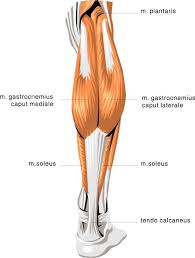 m. plantaris
m. gastrocnemius
caput mediale
m. gastrocnemius
caput laterale
m.soleus
m.soleus
tendo calcaneus